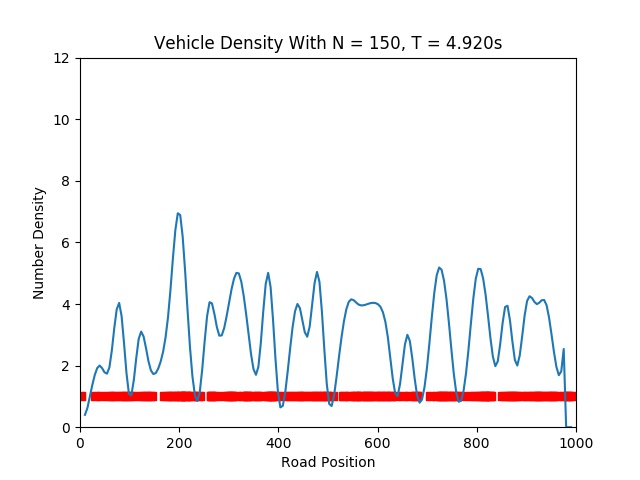 Vehicle Density With N = 150, T = 4.920s
12
10
8
6
4
2
0
Number Density
0 200 400 600 800 1000
Road Position